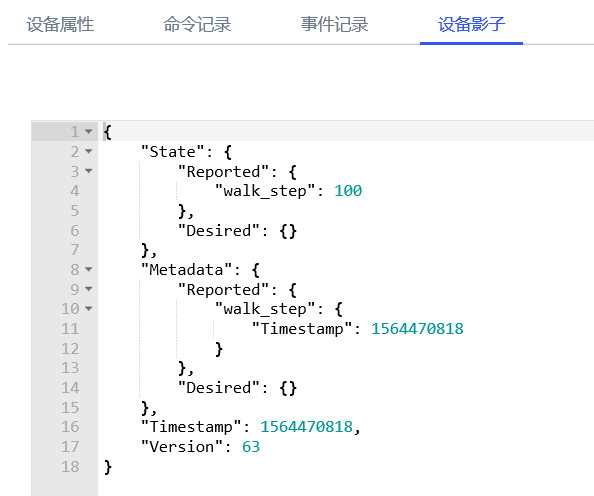 设备属性 命令记录 事件记录 设备影子
1 {
2 "State": {
3 "Reported": {
4 "walk_step": 100
5 },
6 "Desired": {}
7 },
8 "Metadata": {
9 "Reported": {
10 "walk_step": {
11 "Timestamp": 1564470818
12 }
13 },
14 "Desired": {}
15 },
16 "Timestamp": 1564470818,
17 "Version": 63
18 }